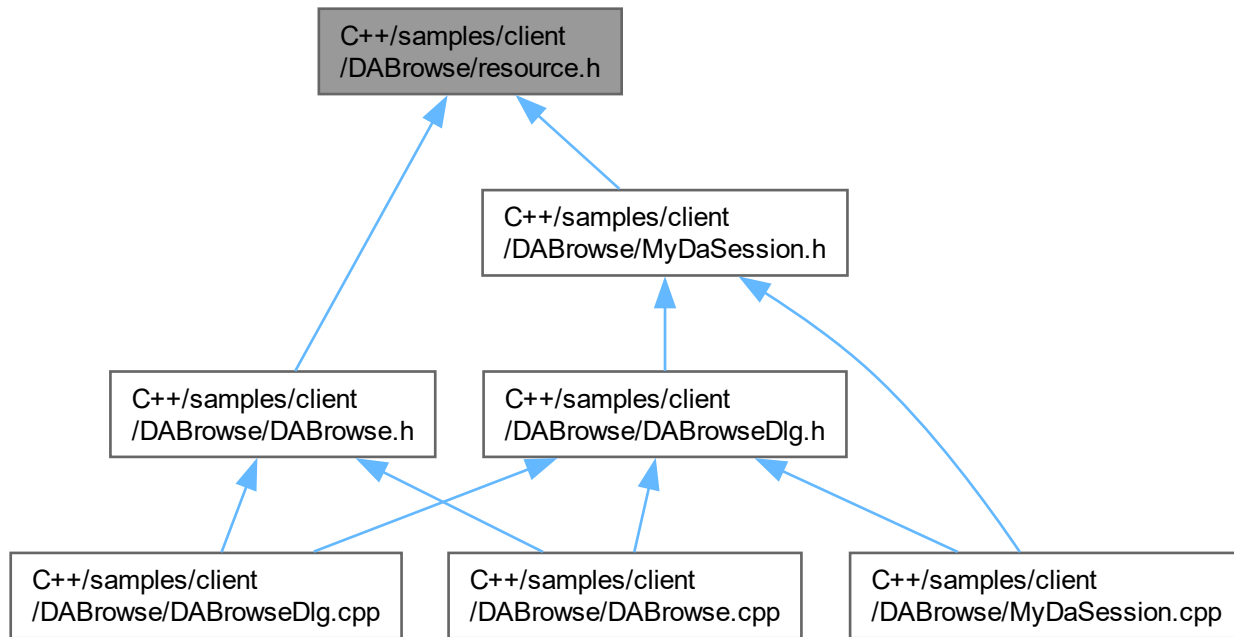 C++/samples/client
/DABrowse/resource.h
C++/samples/client
/DABrowse/MyDaSession.h
C++/samples/client
/DABrowse/DABrowse.h
C++/samples/client
/DABrowse/DABrowseDlg.h
C++/samples/client
/DABrowse/DABrowseDlg.cpp
C++/samples/client
/DABrowse/DABrowse.cpp
C++/samples/client
/DABrowse/MyDaSession.cpp